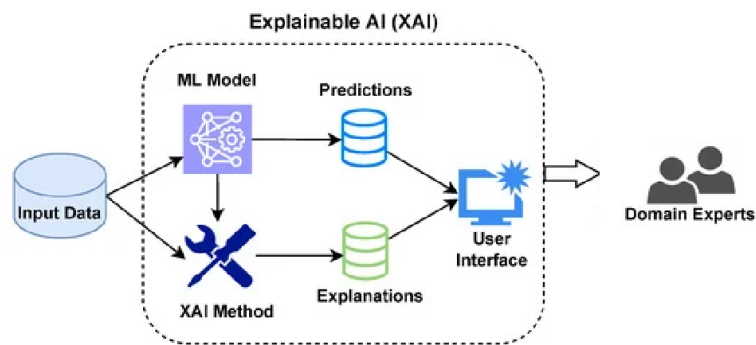 Explainable AI (XAI)
ML Model
Predictions
Input Data
XAI Method
Explanations
User
Interface
Domain Experts